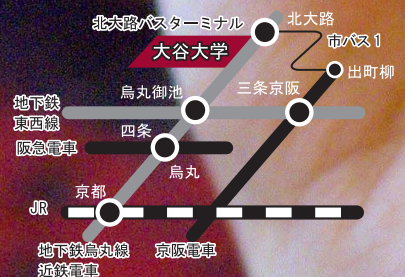 北大路バスターミナル
北大路
市バス1
大谷大学
出町柳
烏丸御池
三条京阪
地下鉄
東西線
四条
阪急電車
烏丸
京都
JR
地下鉄烏丸線
近鉄電車
京阪電車